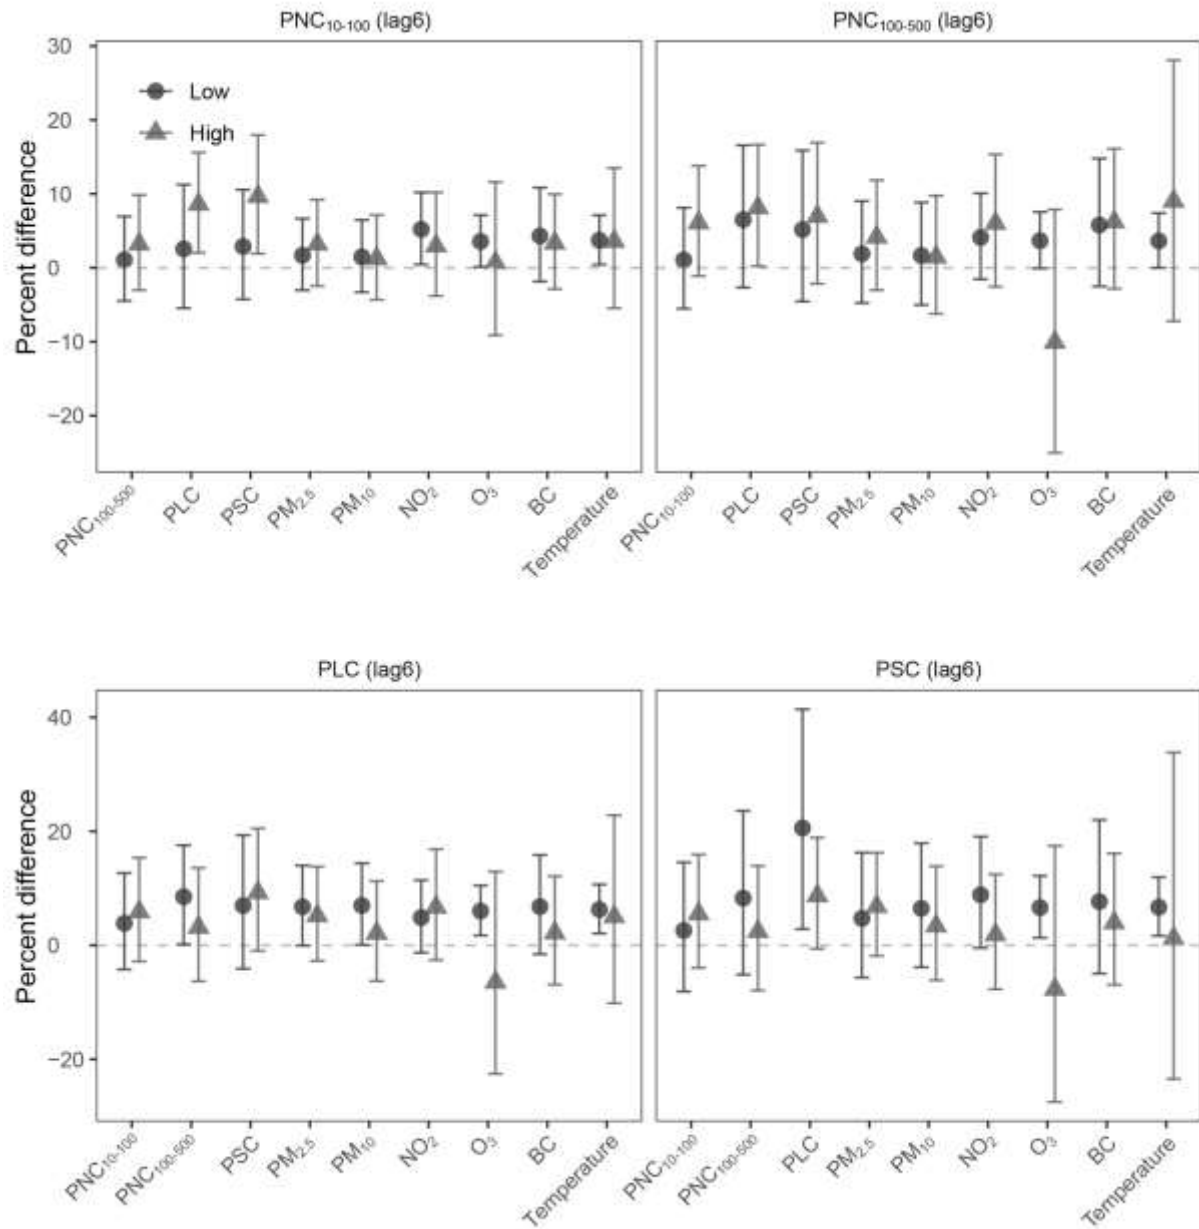 PNC10-100 (lag6)
PNC100-500 (lag6)
30
20
10
0
−10
−20
Percent difference
Low
High
PNC100-500
PLC
PSC
PM2.5
PM10
NO2
O3
BC
Temperature
PNC10-100
PLC
PSC
PM2.5
PM10
NO2
O3
BC
Temperature
PLC (lag6)
PSC (lag6)
40
20
0
−20
Percent difference
PNC10-100
PNC100-500
PSC
PM2.5
PM10
NO2
O3
BC
Temperature
PNC10-100
PNC100-500
PLC
PM2.5
PM10
NO2
O3
BC
Temperature